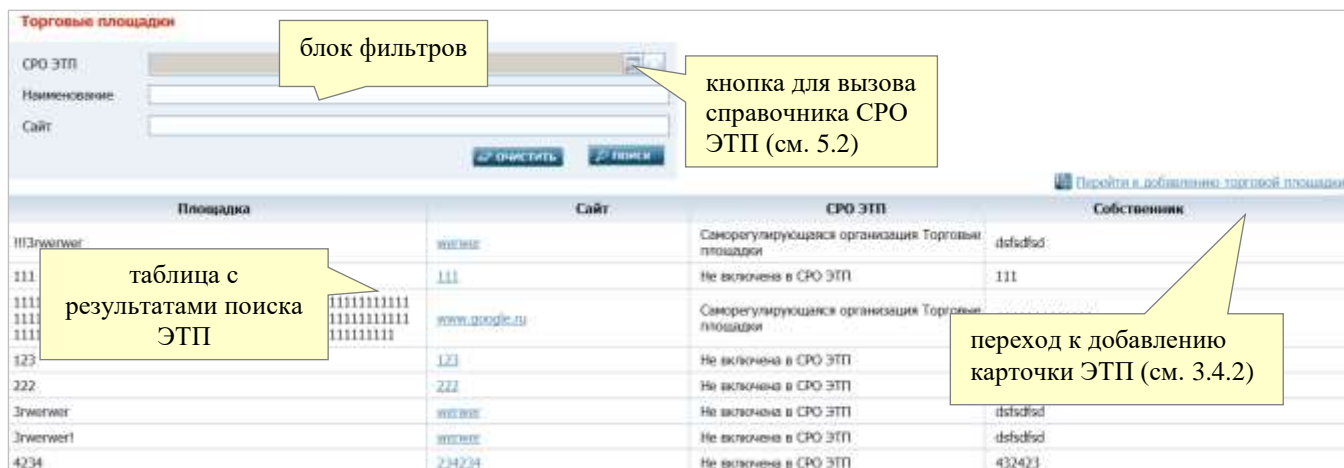 Торговые площадки
блок фильтров
СРО ЭТП
Наименование
Сайт
кнопка для вызова
справочника СРО
ЭТП (см. 5.2)
очистить поиск
Перейти к добавлению торговой площадки
Площадка Сайт СРО ЭТП Собственник
!!!3rwerwer werwer Саморегулирующаяся организация Торговые площадки dsfsdfsd
111 111 Не включена в СРО ЭТП 111
таблица с
результатами поиска
ЭТП
www.google.ru Саморегулирующаяся организация Торговые площадки
переход к добавлению
карточки ЭТП (см. 3.4.2)
123 123 Не включена в СРО ЭТП
222 222 Не включена в СРО ЭТП
3rwerwer werwer Не включена в СРО ЭТП dsfsdfsd
3rwerwer! werwer Не включена в СРО ЭТП dsfsdfsd
4234 234234 Не включена в СРО ЭТП 432423